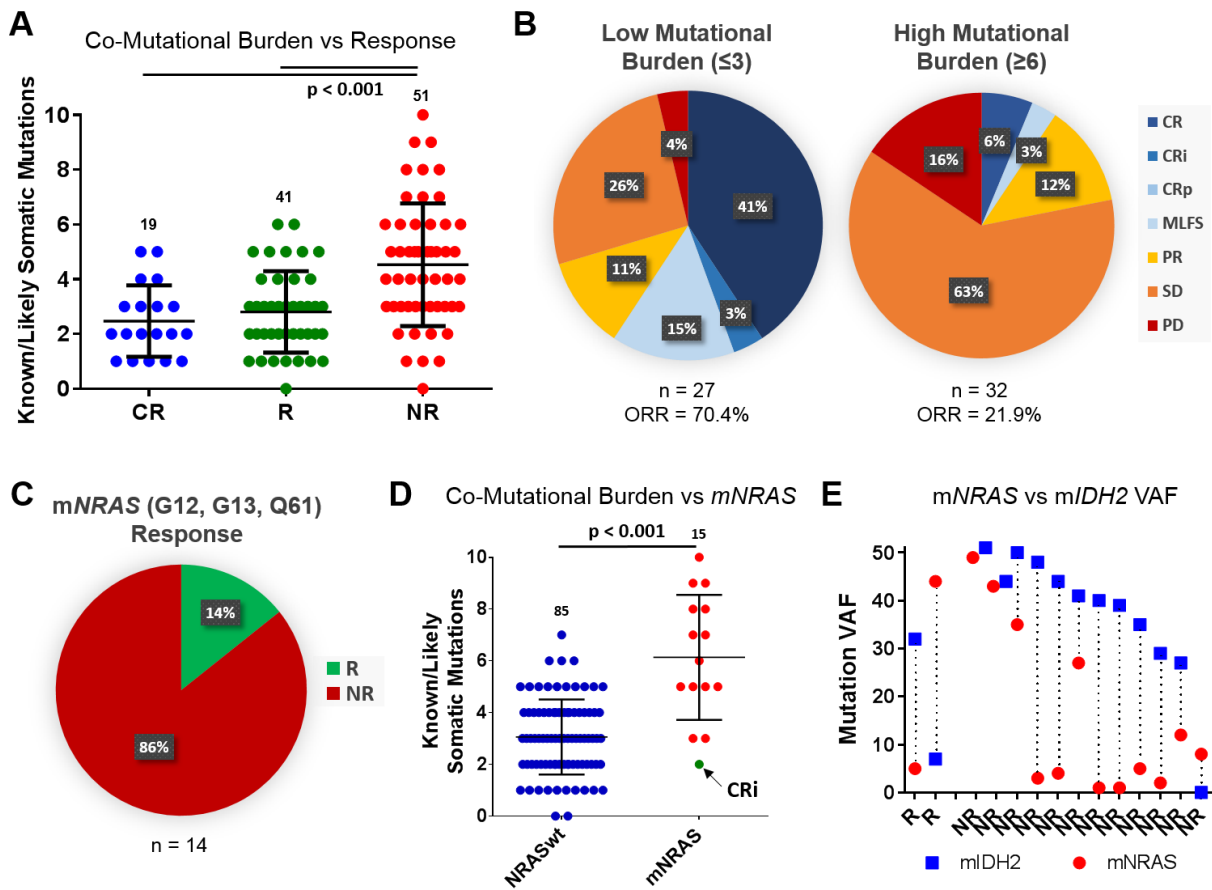 A
Co-Mutational Burden vs Response
p < 0.001
51
41
19
Known/Likely Somatic Mutations
10
8
6
4
2
0
CR
R
NR
B
Low Mutational
Burden (≤3)
High Mutational
Burden (≥6)
4%
26%
41%
11%
15%
3%
n = 27
ORR = 70.4%
6%
3%
16%
12%
63%
n = 32
ORR = 21.9%
CR
CRi
CRp
MLFS
PR
SD
PD
C
mNRAS (G12, G13, Q61)
Response
14%
86%
R
NR
n = 14
D
Co-Mutational Burden vs mNRAS
p < 0.001
15
85
Known/Likely
Somatic Mutations
10
8
6
4
2
0
CRi
NRASwt
mNRAS
E
mNRAS vs mIDH2 VAF
Mutation VAF
50
40
30
20
10
0
R
R
NR
NR
NR
NR
NR
NR
NR
NR
NR
NR
NR
NR
mIDH2
mNRAS